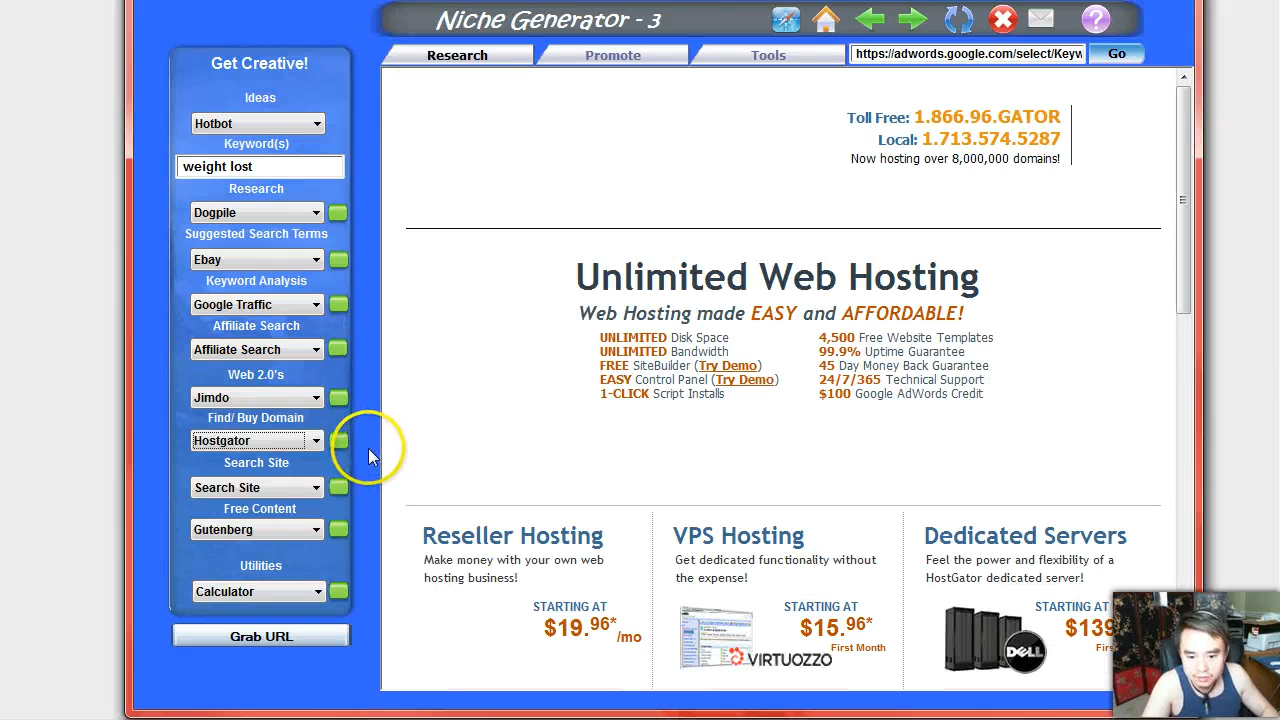 Niche Generator - 3
Research
Promote
Tools
https://adwords.google.com/select/Keyw
Go
Get Creative!
Ideas
Hotbot
Keyword(s)
weight lost
Research
Dogpile
Suggested Search Terms
Ebay
Keyword Analysis
Google Traffic
Affiliate Search
Affiliate Search
Web 2.0's
Jimdo
Find/ Buy Domain
Hostgator
Search Site
Search Site
Free Content
Gutenberg
Utilities
Calculator
Grab URL
Toll Free: 1.866.96.GATOR
Local: 1.713.574.5287
Now hosting over 8,000,000 domains!
Unlimited Web Hosting
Web Hosting made EASY and AFFORDABLE!
UNLIMITED Disk Space
UNLIMITED Bandwidth
FREE SiteBuilder (Try Demo)
EASY Control Panel (Try Demo)
1-CLICK Script Installs
4,500 Free Website Templates
99.9% Uptime Guarantee
45 Day Money Back Guarantee
24/7/365 Technical Support
$100 Google AdWords Credit
Reseller Hosting
Make money with your own web
hosting business!
STARTING AT
$19.96*/mo
VPS Hosting
Get dedicated functionality without
the expense!
STARTING AT
$15.96*
First Month
VIRTUOZZO
Dedicated Servers
Feel the power and flexibility of a
HostGator dedicated server!
STARTING AT
$139
DELL